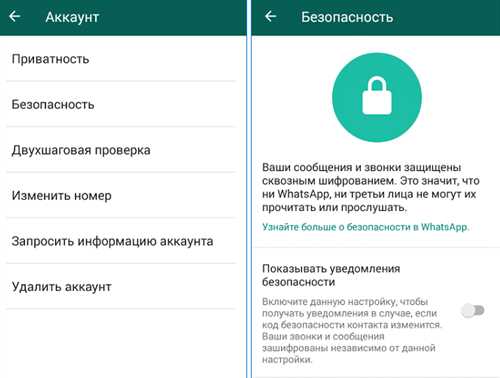 Аккаунт
Приватность
Безопасность
Двухшаговая проверка
Изменить номер
Запросить информацию аккаунта
Удалить аккаунт
Безопасность
Ваши сообщения и звонки защищены
сквозным шифрованием. Это значит, что
ни WhatsApp, ни третьи лица не могут их
прочитать или прослушать.
Узнайте больше о безопасности в WhatsApp.
Показывать уведомления
безопасности
Включите данную настройку, чтобы
получать уведомления в случае, если
код безопасности контакта изменится.
Ваши звонки и сообщения
зашифрованы независимо от данной
настройки.